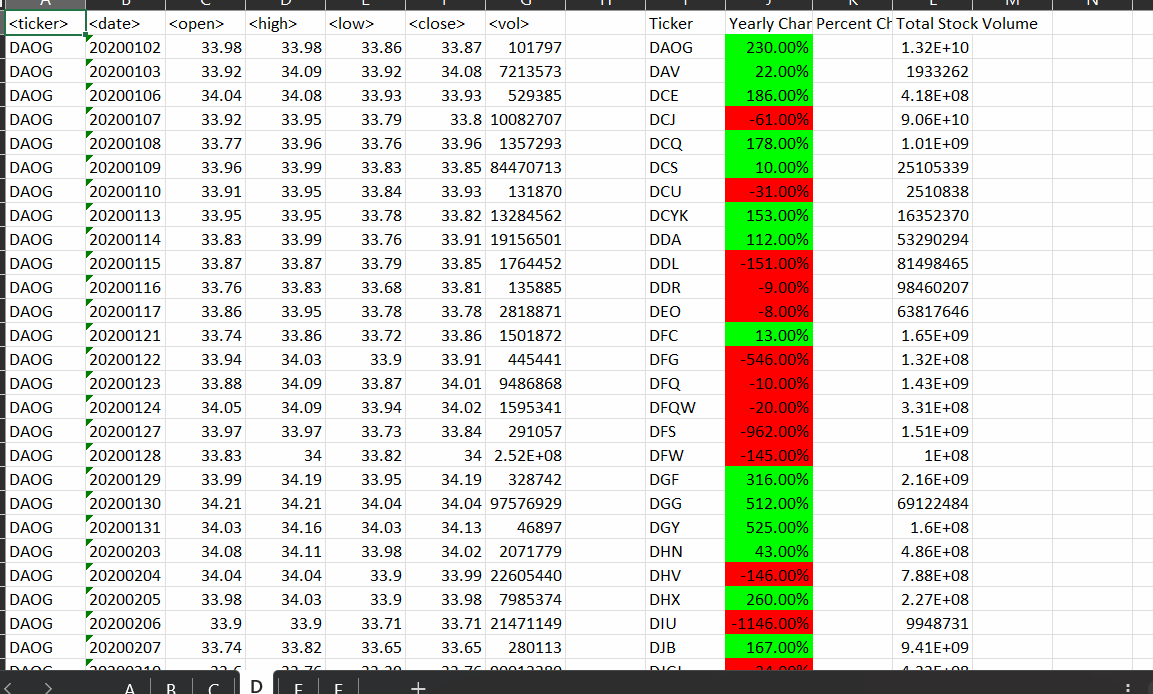 <ticker> <date> <open> <high> <low> <close> <vol> Ticker Yearly Char Percent Ch Total Stock Volume
DAOG 20200102 33.98 33.98 33.86 33.87 101797 DAOG 230.00% 1.32E+10
DAOG 20200103 33.92 34.09 33.92 34.08 7213573 DAV 22.00% 1933262
DAOG 20200106 34.04 34.08 33.93 33.93 529385 DCE 186.00% 4.18E+08
DAOG 20200107 33.92 33.95 33.79 33.8 10082707 DCJ -61.00% 9.06E+10
DAOG 20200108 33.77 33.96 33.76 33.96 1357293 DCQ 178.00% 1.01E+09
DAOG 20200109 33.96 33.99 33.83 33.85 84470713 DCS 10.00% 25105339
DAOG 20200110 33.91 33.95 33.84 33.93 131870 DCU -31.00% 2510838
DAOG 20200113 33.95 33.95 33.78 33.82 13284562 DCYK 153.00% 16352370
DAOG 20200114 33.83 33.99 33.76 33.91 19156501 DDA 112.00% 53290294
DAOG 20200115 33.87 33.87 33.79 33.85 1764452 DDL -151.00% 81498465
DAOG 20200116 33.76 33.83 33.68 33.81 135885 DDR -9.00% 98460207
DAOG 20200117 33.86 33.95 33.78 33.78 2818871 DEO -8.00% 63817646
DAOG 20200121 33.74 33.86 33.72 33.86 1501872 DFC 13.00% 1.65E+09
DAOG 20200122 33.94 34.03 33.9 33.91 445441 DFG -546.00% 1.32E+08
DAOG 20200123 33.88 34.09 33.87 34.01 9486868 DFQ -10.00% 1.43E+09
DAOG 20200124 34.05 34.09 33.94 34.02 1595341 DFQW -20.00% 3.31E+08
DAOG 20200127 33.97 33.97 33.73 33.84 291057 DFS -962.00% 1.51E+09
DAOG 20200128 33.83 34 33.82 34 2.52E+08 DFW -145.00% 1E+08
DAOG 20200129 33.99 34.19 33.95 34.19 328742 DGF 316.00% 2.16E+09
DAOG 20200130 34.21 34.21 34.04 34.04 97576929 DGG 512.00% 69122484
DAOG 20200131 34.03 34.16 34.03 34.13 46897 DGY 525.00% 1.6E+08
DAOG 20200203 34.08 34.11 33.98 34.02 2071779 DHN 43.00% 4.86E+08
DAOG 20200204 34.04 34.04 33.9 33.99 22605440 DHV -146.00% 7.88E+08
DAOG 20200205 33.98 34.03 33.9 33.98 7985374 DHX 260.00% 2.27E+08
DAOG 20200206 33.9 33.9 33.71 33.71 21471149 DIU -1146.00% 9948731
DAOG 20200207 33.74 33.82 33.65 33.65 280113 DJB 167.00% 9.41E+09
DAOG 20200210
A B C D E F +